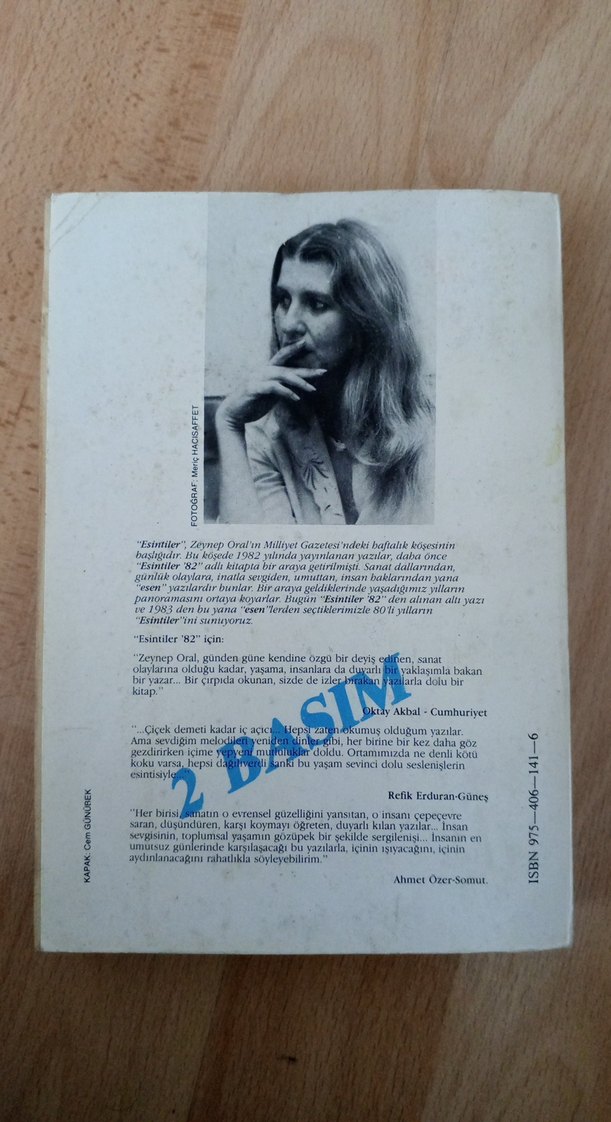 FOTOĞRAF: Meriç HACISAFFET
"Esintiler", Zeynep Oral'ın Milliyet Gazetesi'ndeki haftalık köşesinin
başlığıdır. Bu köşede 1982 yılında yayınlanan yazılar, daha önce
"Esintiler '82" adlı kitapta bir araya getirilmişti. Sanat dallarından,
günlük olaylara, inatla sevgiden, umuttan, insan haklarından yana
"esen" yazılardır bunlar. Bir araya geldiklerinde yaşadığımız yılların
panoramasını ortaya koyarlar. Bugün "Esintiler '82" den alınan altı yazı
ve 1983 den bu yana "esen"lerden seçtiklerimizle 80'li yılların
"Esintiler"ini sunuyoruz.
"Esintiler '82" için:
"Zeynep Oral, günden güne kendine özgü bir deyiş edinen, sanat
olaylarına olduğu kadar, yaşama, insanlara da duyarlı bir yaklaşımla bakan
bir yazar... Bir çırpıda okunan, sizde de izler bırakan yazılarla dolu bir
kitap."
Oktay Akbal - Cumhuriyet
"...Çiçek demeti kadar iç açıcı... Hepsi zaten okumuş olduğum yazılar.
Ama sevdiğim melodileri yeniden dinler gibi, her birine bir kez daha göz
gezdirirken içime yepyeni mutluluklar doldu. Ortamımızda ne denli kötü
koku varsa, hepsi dağılıverdi sanki bu yaşam sevinci dolu seslenişlerin
esintisiyle..."
Refik Erduran-Güneş
"Her birisi, sanatın o evrensel güzelliğini yansıtan, o insanı çepeçevre
saran, düşündüren, karşı koymayı öğreten, duyarlı kılan yazılar... İnsan
sevgisinin, toplumsal yaşamın gözüpek bir şekilde sergilenişi... İnsanın en
umutsuz günlerinde karşılaşacağı bu yazılarla, içinin ışıyacağını, içinin
aydınlanacağını rahatlıkla söyleyebilirim."
Ahmet Özer-Somut.
2 BASIM
KAPAK: Cem GÜNÜBEK
ISBN 975-406-141-6